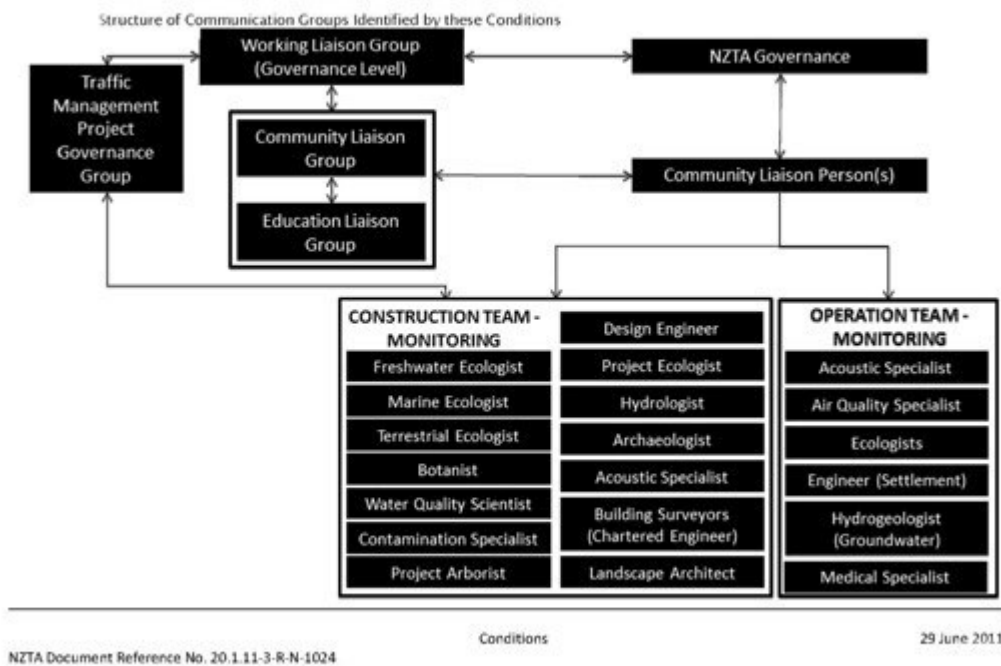 Structure of Communication Groups Identified by these Conditions
Working Liaison Group
(Governance Level)
NZTA Governance
Traffic
Management
Project
Governance
Group
Community Liaison
Group
Community Liaison Person(s)
Education Liaison
Group
CONSTRUCTION TEAM -
MONITORING
Freshwater Ecologist
Marine Ecologist
Terrestrial Ecologist
Botanist
Water Quality Scientist
Contamination Specialist
Project Arborist
Design Engineer
Project Ecologist
Hydrologist
Archaeologist
Acoustic Specialist
Building Surveyors
(Chartered Engineer)
Landscape Architect
OPERATION TEAM -
MONITORING
Acoustic Specialist
Air Quality Specialist
Ecologists
Engineer (Settlement)
Hydrogeologist
(Groundwater)
Medical Specialist
Conditions
29 June 2011
NZTA Document Reference No. 20.1.11-3-R-N-1024